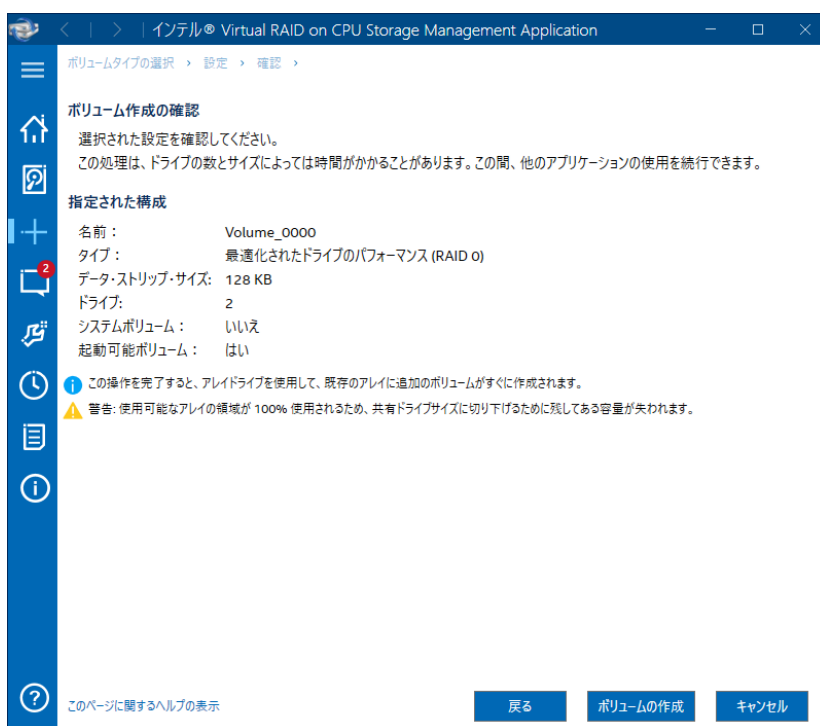 インテル® Virtual RAID on CPU Storage Management Application
ボリュームタイプの選択 › 設定 › 確認 ›
ボリューム作成の確認
選択された設定を確認してください。
この処理は、ドライブの数とサイズによっては時間がかかることがあります。この間、他のアプリケーションの使用を続行できます。
指定された構成
名前： Volume_0000
タイプ： 最適化されたドライブのパフォーマンス (RAID 0)
データ・ストリップ・サイズ: 128 KB
ドライブ: 2
システムボリューム： いいえ
2
起動可能ボリューム： はい
この操作を完了すると、アレイドライブを使用して、既存のアレイに追加のボリュームがすぐに作成されます。
警告: 使用可能なアレイの領域が 100% 使用されるため、共有ドライブサイズに切り下げるために残してある容量が失われます。
このページに関するヘルプの表示
戻る
ボリュームの作成
キャンセル